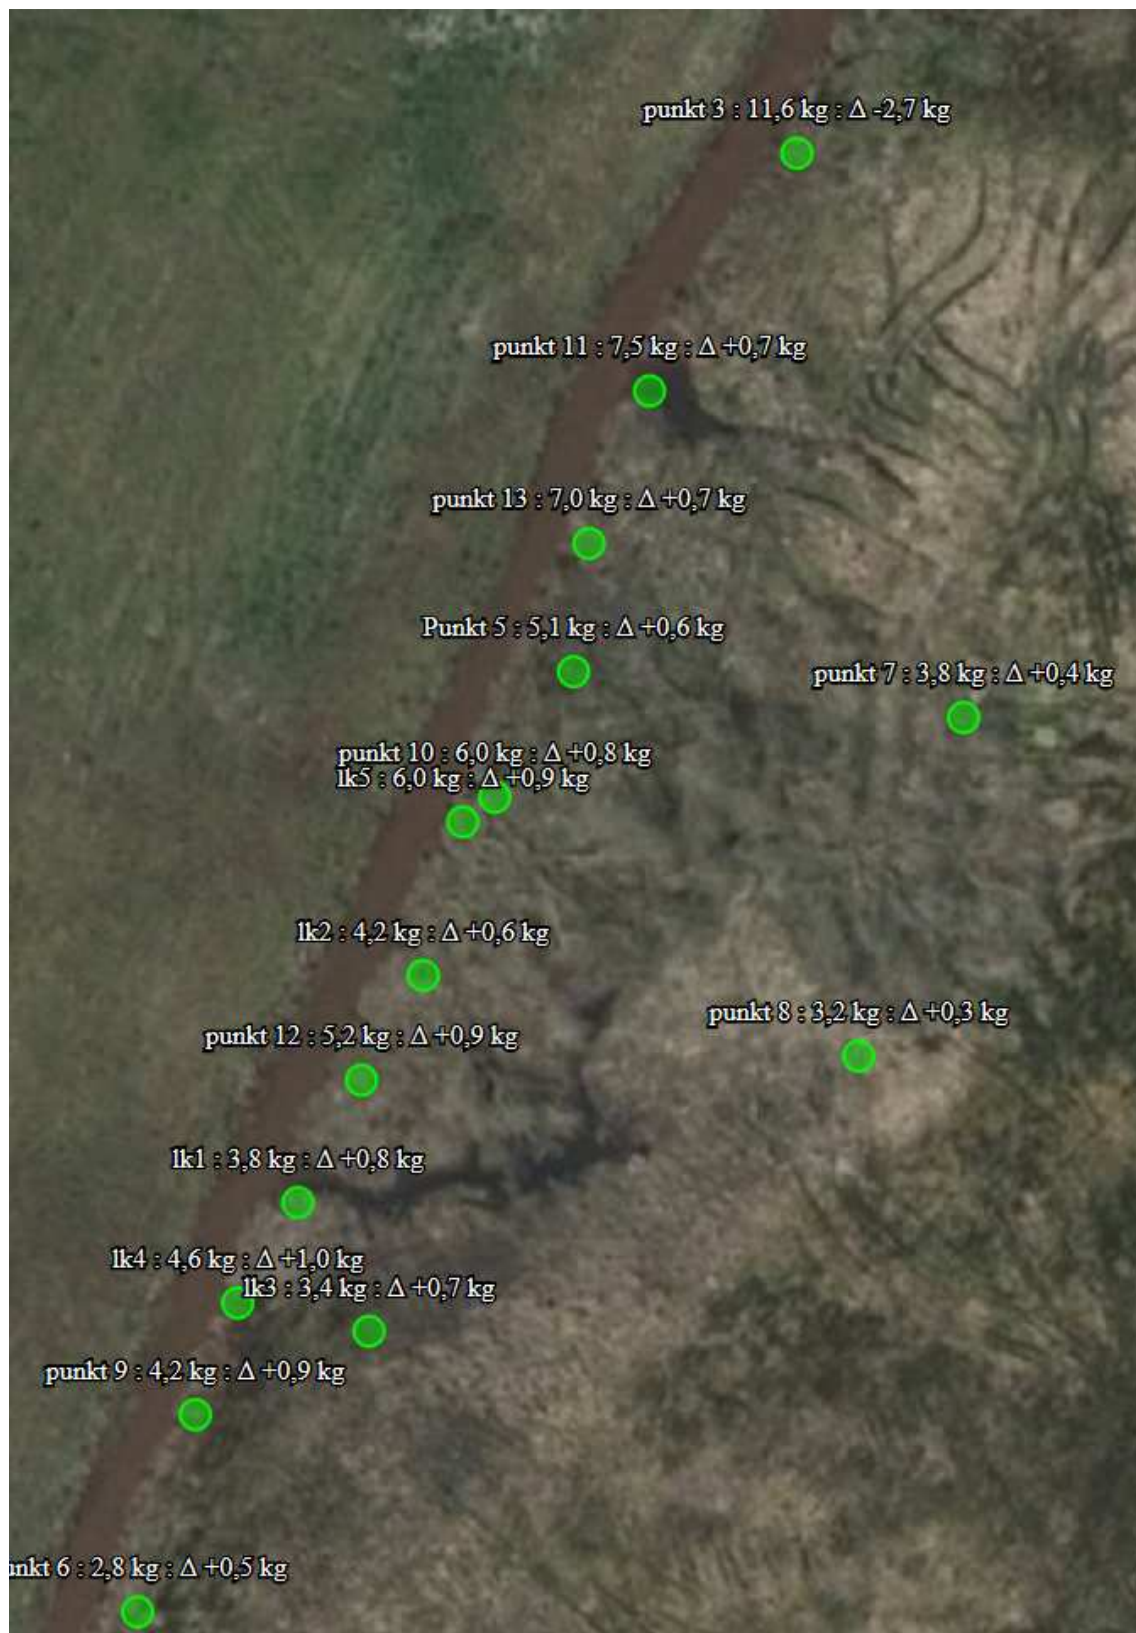 punkt 3 : 11,6 kg : Δ -2,7 kg
punkt 11 : 7,5 kg : Δ +0,7 kg
punkt 13 : 7,0 kg : Δ +0,7 kg
Punkt 5 : 5,1 kg : Δ +0,6 kg
punkt 7 : 3,8 kg : Δ +0,4 kg
punkt 10 : 6,0 kg : Δ +0,8 kg
lk5 : 6,0 kg : Δ +0,9 kg
lk2 : 4,2 kg : Δ +0,6 kg
punkt 8 : 3,2 kg : Δ +0,3 kg
punkt 12 : 5,2 kg : Δ +0,9 kg
lk1 : 3,8 kg : Δ +0,8 kg
lk4 : 4,6 kg : Δ +1,0 kg
lk3 : 3,4 kg : Δ +0,7 kg
punkt 9 : 4,2 kg : Δ +0,9 kg
unkt 6 : 2,8 kg : Δ +0,5 kg